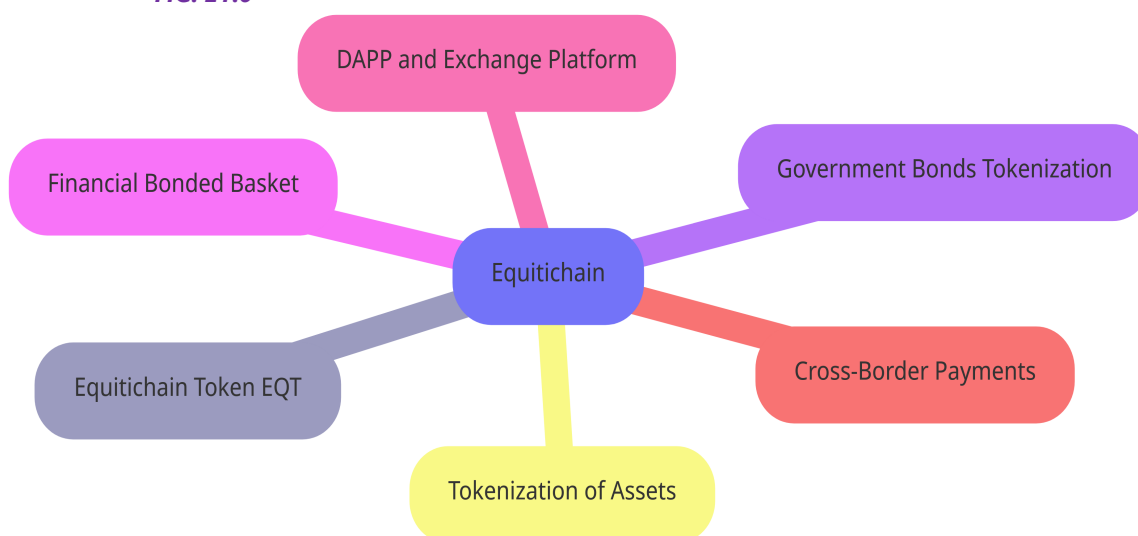 DAPP and Exchange Platform
Government Bonds Tokenization
Financial Bonded Basket
Equitichain
Cross-Border Payments
Equitichain Token EQT
Tokenization of Assets